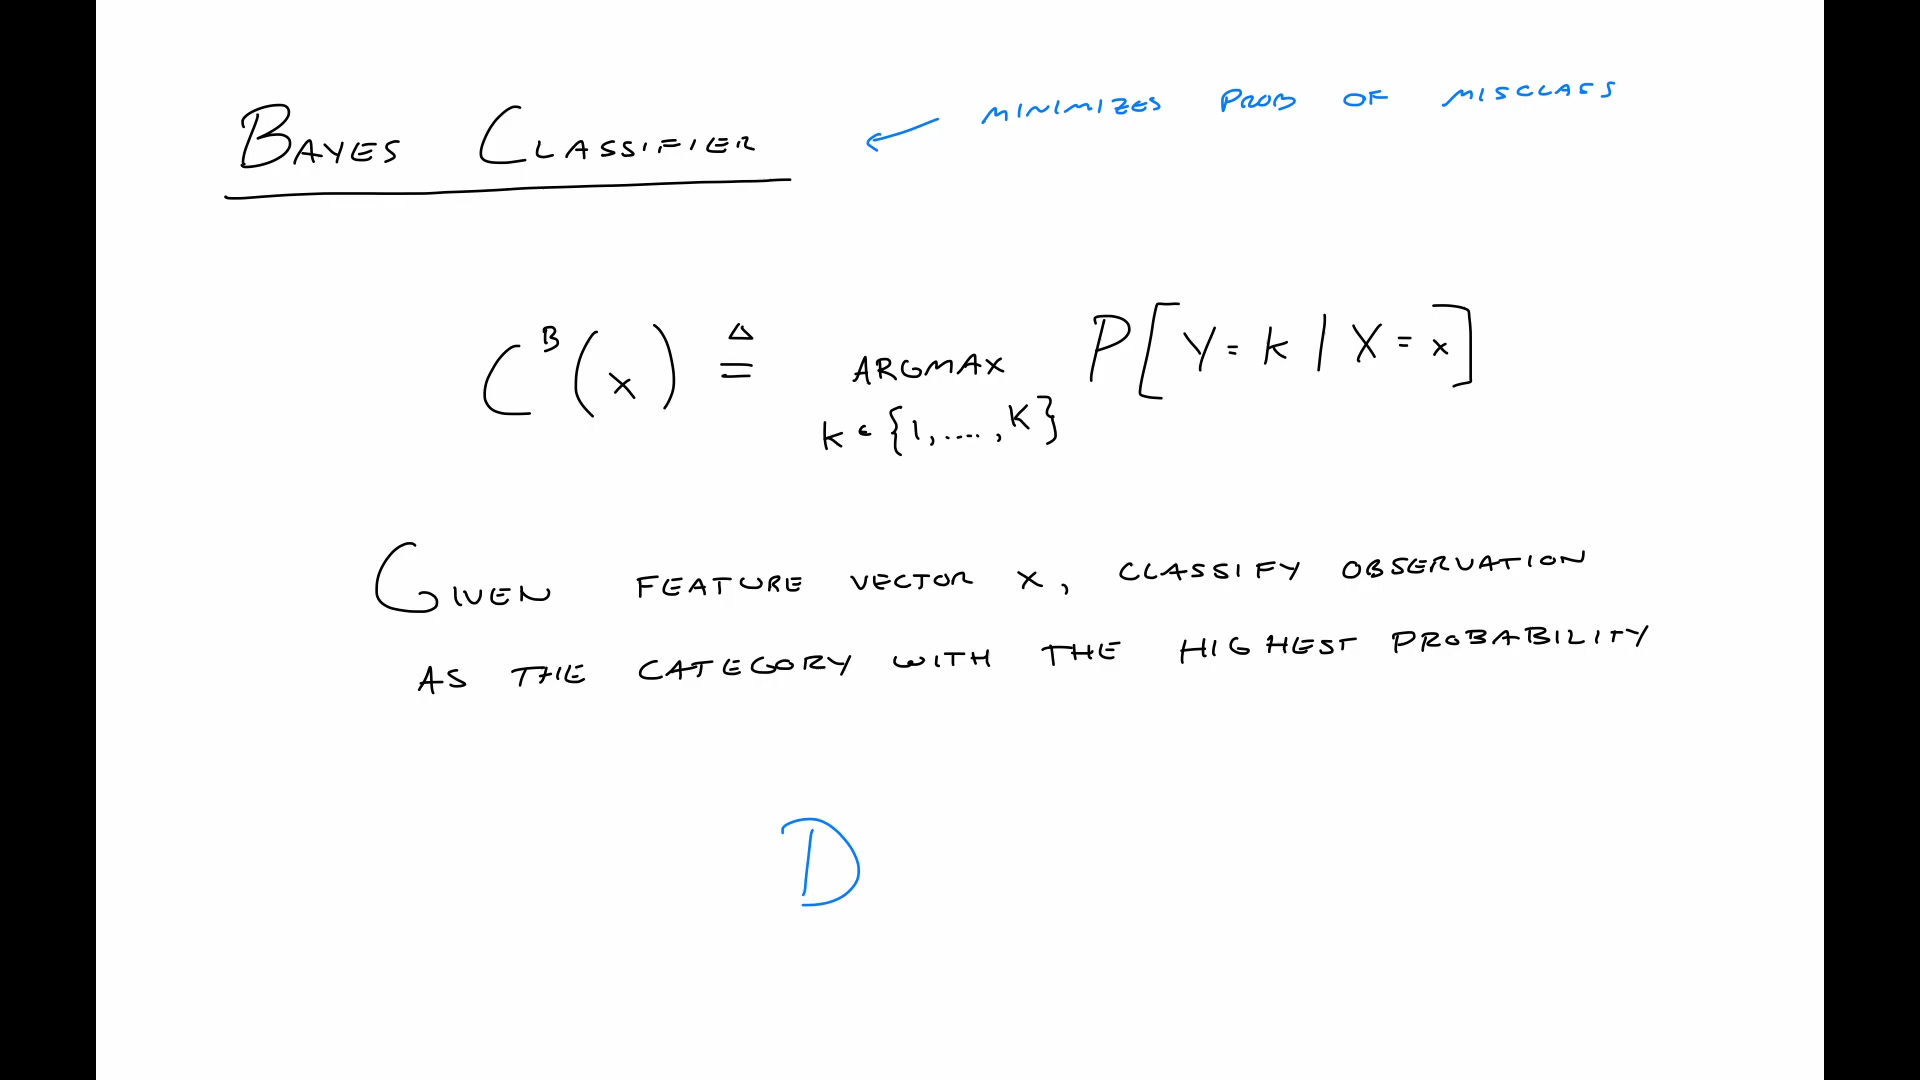 BAYES CLASSIFIER ← MINIMIZES PROB OF MISCLASS
C^B(x) ≜ ARGMAX P[Y = k | X = x]
k ∈ {1, ...., K}
GIVEN FEATURE VECTOR x, CLASSIFY OBSERVATION
AS THE CATEGORY WITH THE HIGHEST PROBABILITY
D